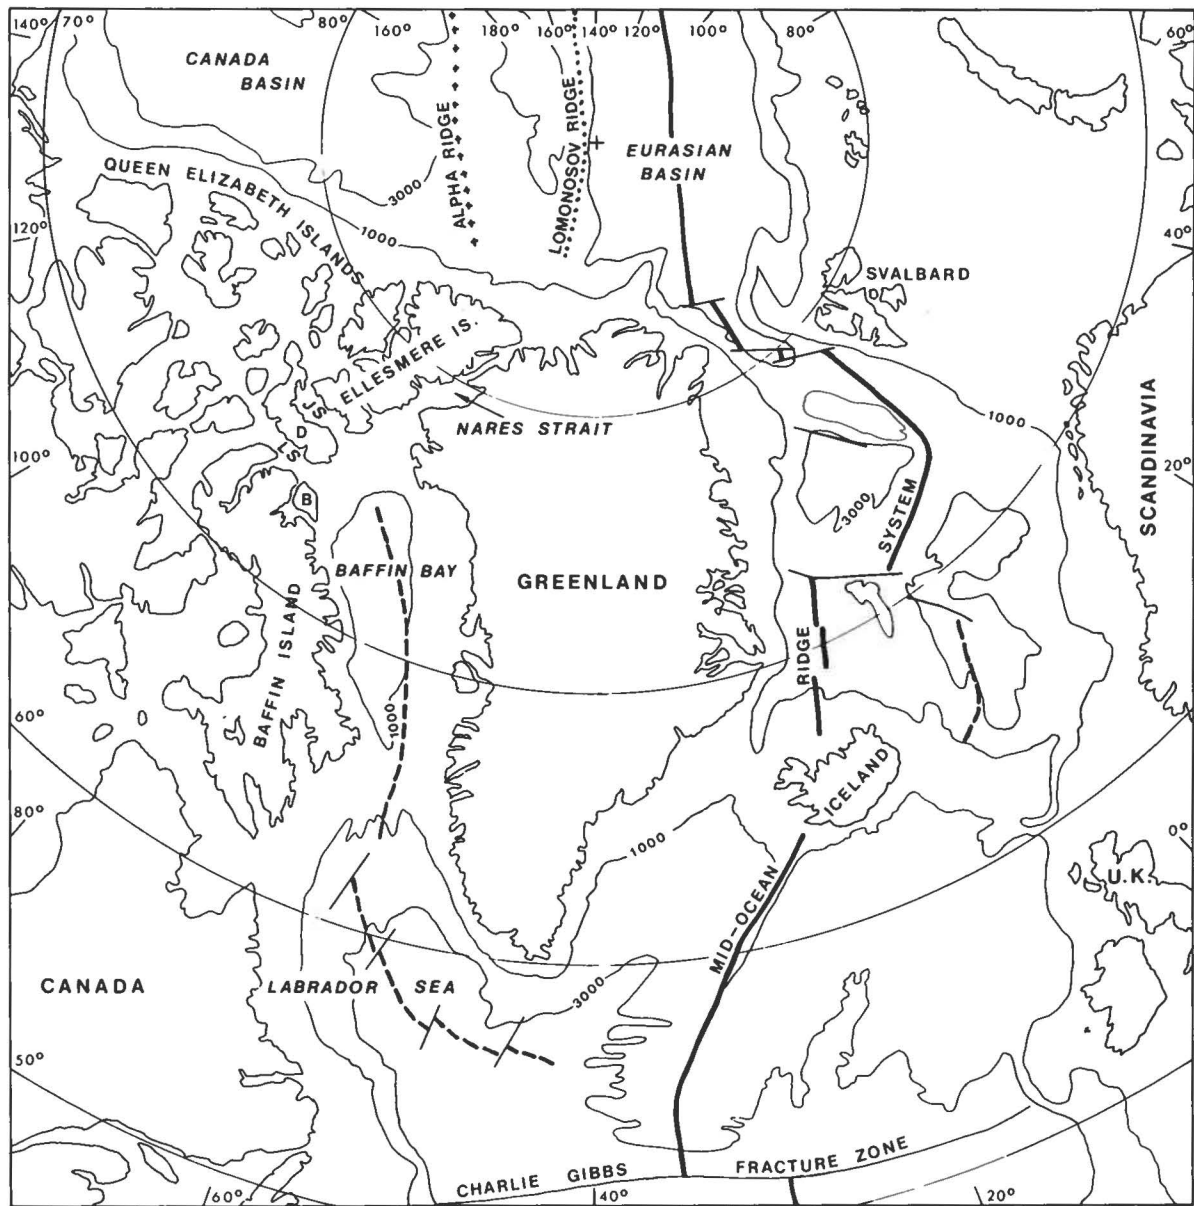 140° 70° 80° 160° 180° 160° 140° 120° 100° 80° 60°
CANADA
BASIN
ALPHA RIDGE
LOMONOSOV RIDGE
EURASIAN
BASIN
3000
QUEEN ELIZABETH ISLANDS
1000
120°
40°
SVALBARD
ELLESMERE IS.
JS
D
LS
B
NARES STRAIT
1000
SCANDINAVIA
100°
20°
3000
SYSTEM
BAFFIN BAY
GREENLAND
BAFFIN ISLAND
RIDGE
1000
60°
ICELAND
80°
0°
1000
U.K.
MID-OCEAN
CANADA
LABRADOR SEA
3000
50°
CHARLIE GIBBS FRACTURE ZONE
60° 40° 20°